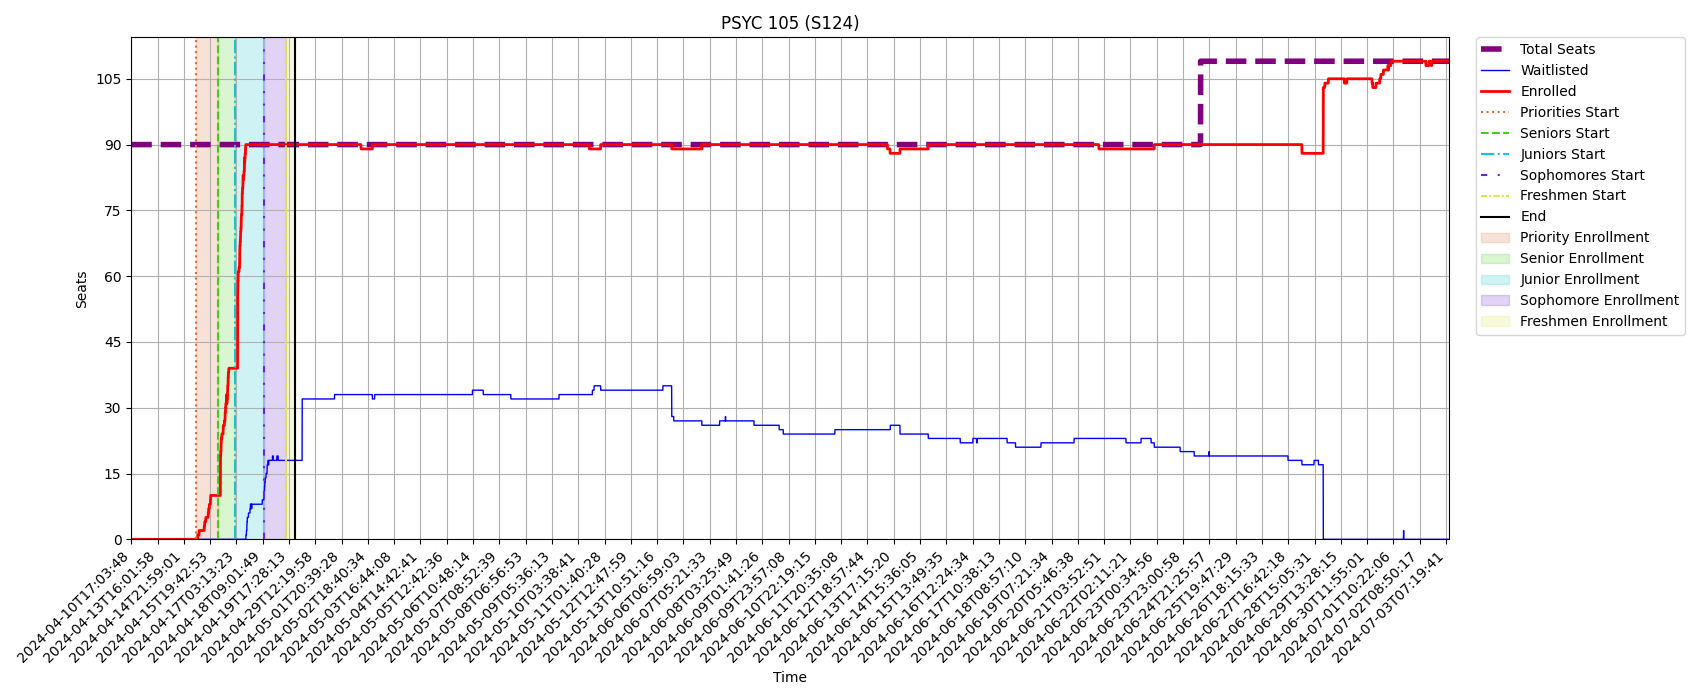 PSYC 105 (S124)
Seats
105
90
75
60
45
30
15
0
2024-04-10T17:03:48
2024-04-13T16:01:58
2024-04-14T21:59:01
2024-04-15T19:42:53
2024-04-17T03:13:23
2024-04-18T09:01:49
2024-04-19T17:28:13
2024-04-29T12:19:58
2024-05-01T20:39:28
2024-05-02T18:40:34
2024-05-03T16:44:08
2024-05-04T14:42:41
2024-05-05T12:42:36
2024-05-07T10:48:14
2024-05-07T08:52:39
2024-05-08T06:56:53
2024-05-09T05:36:13
2024-05-10T03:38:41
2024-05-11T01:40:28
2024-05-12T12:47:59
2024-05-13T10:51:16
2024-06-06T06:59:03
2024-06-07T05:21:33
2024-06-08T03:25:49
2024-06-09T01:41:26
2024-06-09T23:57:08
2024-06-10T22:19:15
2024-06-11T20:35:08
2024-06-12T18:57:44
2024-06-13T17:15:20
2024-06-14T15:36:05
2024-06-15T13:49:35
2024-06-16T12:24:34
2024-06-17T10:38:13
2024-06-18T08:57:10
2024-06-19T07:21:34
2024-06-20T05:46:38
2024-06-21T03:52:51
2024-06-22T02:11:21
2024-06-23T00:34:56
2024-06-23T23:00:58
2024-06-24T21:25:57
2024-06-25T19:47:29
2024-06-26T18:15:33
2024-06-27T16:42:18
2024-06-28T15:05:31
2024-06-29T13:28:15
2024-06-30T11:55:01
2024-07-01T10:22:06
2024-07-02T08:50:17
2024-07-03T07:19:41
Time
Total Seats
Waitlisted
Enrolled
Priorities Start
Seniors Start
Juniors Start
Sophomores Start
Freshmen Start
End
Priority Enrollment
Senior Enrollment
Junior Enrollment
Sophomore Enrollment
Freshmen Enrollment